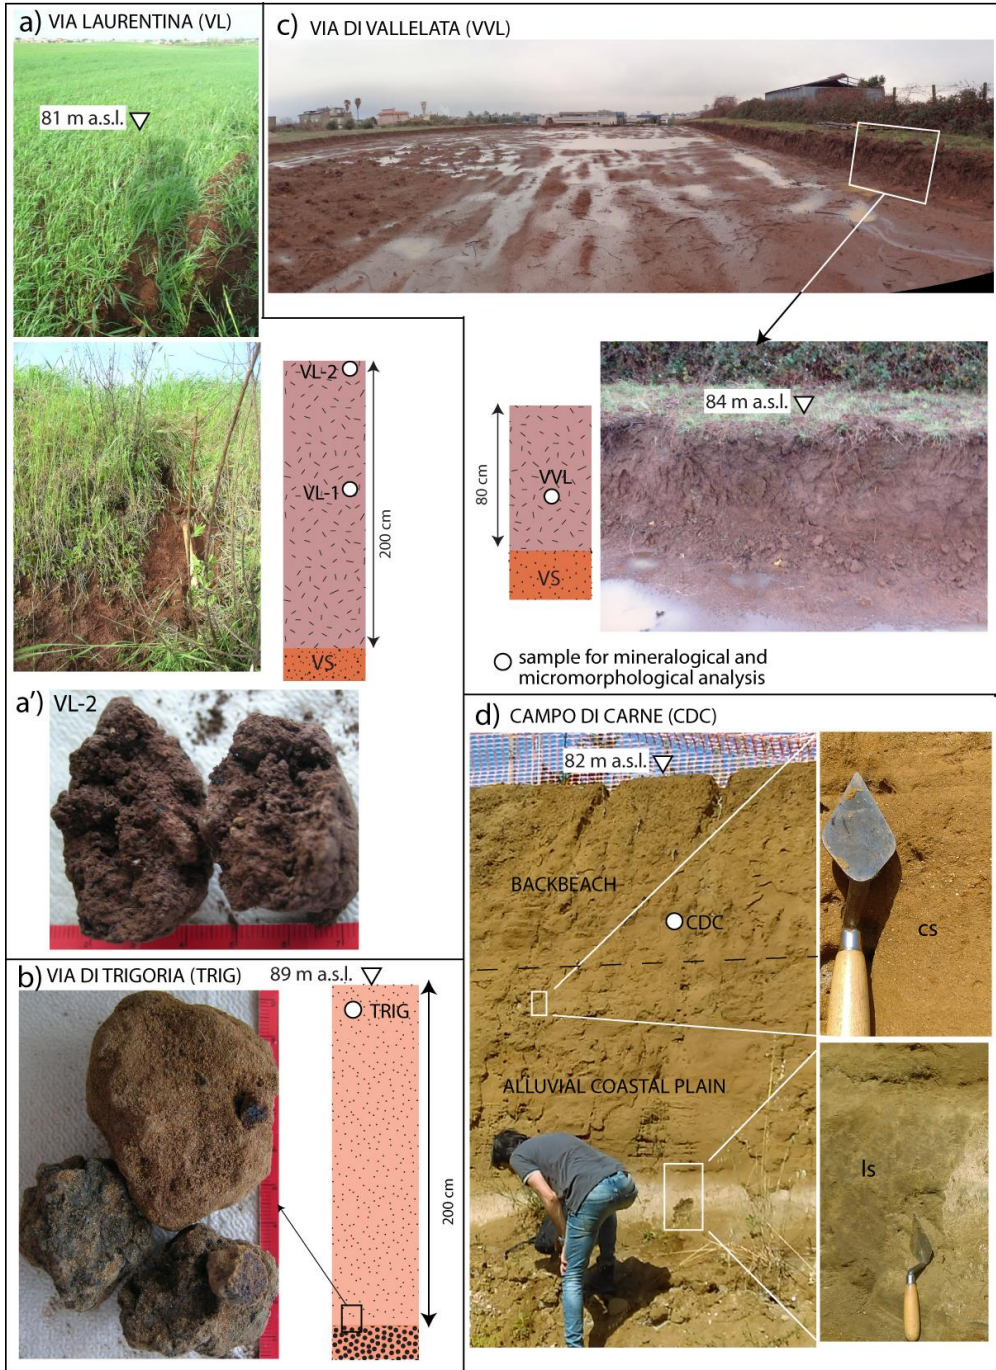 a) VIA LAURENTINA (VL)
81 m a.s.l.
VL-2
VL-1
200 cm
VS
a') VL-2
b) VIA DI TRIGORIA (TRIG)
89 m a.s.l.
TRIG
200 cm
c) VIA DI VALLELATA (VVL)
84 m a.s.l.
VVL
80 cm
VS
sample for mineralogical and
micromorphological analysis
d) CAMPO DI CARNE (CDC)
82 m a.s.l.
BACKBEACH
CDC
ALLUVIAL COASTAL PLAIN
cs
ls